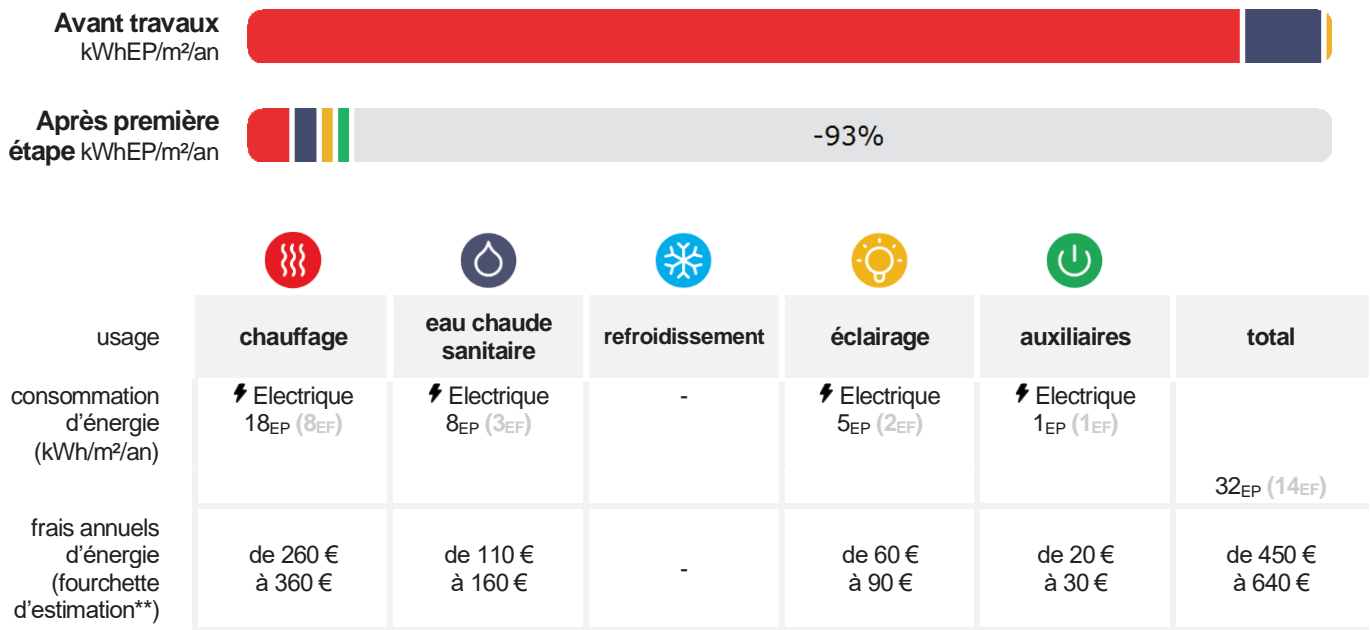 Avant travaux
kWhEP/m²/an
Après première
étape kWhEP/m²/an
-93%
usage
chauffage
eau chaude
sanitaire
refroidissement
éclairage
auxiliaires
total
consommation
d'énergie
(kWh/m²/an)
Electrique
18EP (8EF)
Electrique
8EP (3EF)
-
Electrique
5EP (2EF)
Electrique
1EP (1EF)
32EP (14EF)
frais annuels
d'énergie
(fourchette
d'estimation**)
de 260 €
à 360 €
de 110 €
à 160 €
-
de 60 €
à 90 €
de 20 €
à 30 €
de 450 €
à 640 €